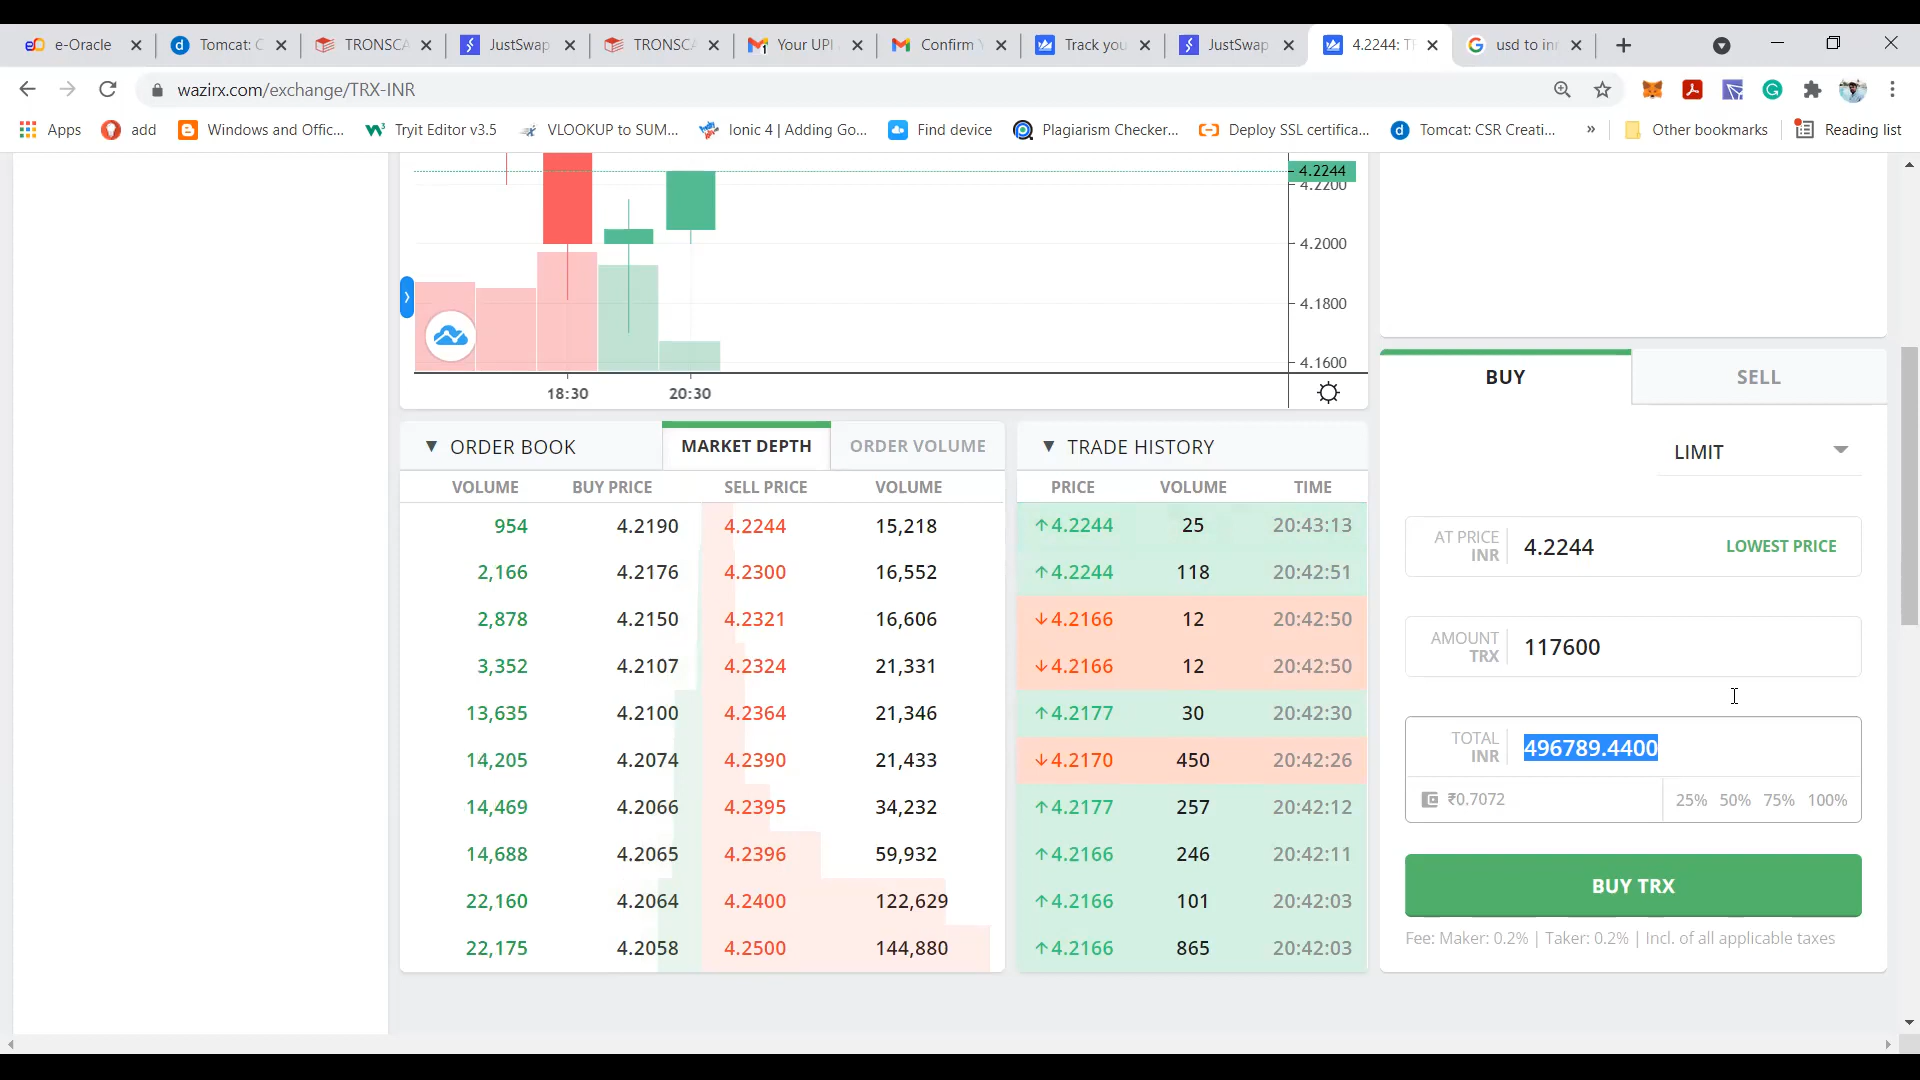 e-Oracle
Tomcat: C
TRONSCA
JustSwap
TRONSCA
Your UPI
Confirm
Track you
JustSwap
4.2244: T
usd to in
wazirx.com/exchange/TRX-INR
Apps
add
Windows and Offic...
Tryit Editor v3.5
VLOOKUP to SUM...
Ionic 4 | Adding Go...
Find device
Plagiarism Checker...
Deploy SSL certifica...
Tomcat: CSR Creati...
»
Other bookmarks
Reading list
4.2244
4.2200
4.2000
4.1800
4.1600
18:30 20:30
ORDER BOOK MARKET DEPTH ORDER VOLUME
VOLUME BUY PRICE SELL PRICE VOLUME
954 4.2190 4.2244 15,218
2,166 4.2176 4.2300 16,552
2,878 4.2150 4.2321 16,606
3,352 4.2107 4.2324 21,331
13,635 4.2100 4.2364 21,346
14,205 4.2074 4.2390 21,433
14,469 4.2066 4.2395 34,232
14,688 4.2065 4.2396 59,932
22,160 4.2064 4.2400 122,629
22,175 4.2058 4.2500 144,880
TRADE HISTORY
PRICE VOLUME TIME
↑4.2244 25 20:43:13
↑4.2244 118 20:42:51
↓4.2166 12 20:42:50
↓4.2166 12 20:42:50
↑4.2177 30 20:42:30
↓4.2170 450 20:42:26
↑4.2177 257 20:42:12
↑4.2166 246 20:42:11
↑4.2166 101 20:42:03
↑4.2166 865 20:42:03
BUY SELL
LIMIT
AT PRICE
INR
4.2244 LOWEST PRICE
AMOUNT
TRX
117600
TOTAL
INR
496789.4400
₹0.7072 25% 50% 75% 100%
BUY TRX
Fee: Maker: 0.2% | Taker: 0.2% | Incl. of all applicable taxes